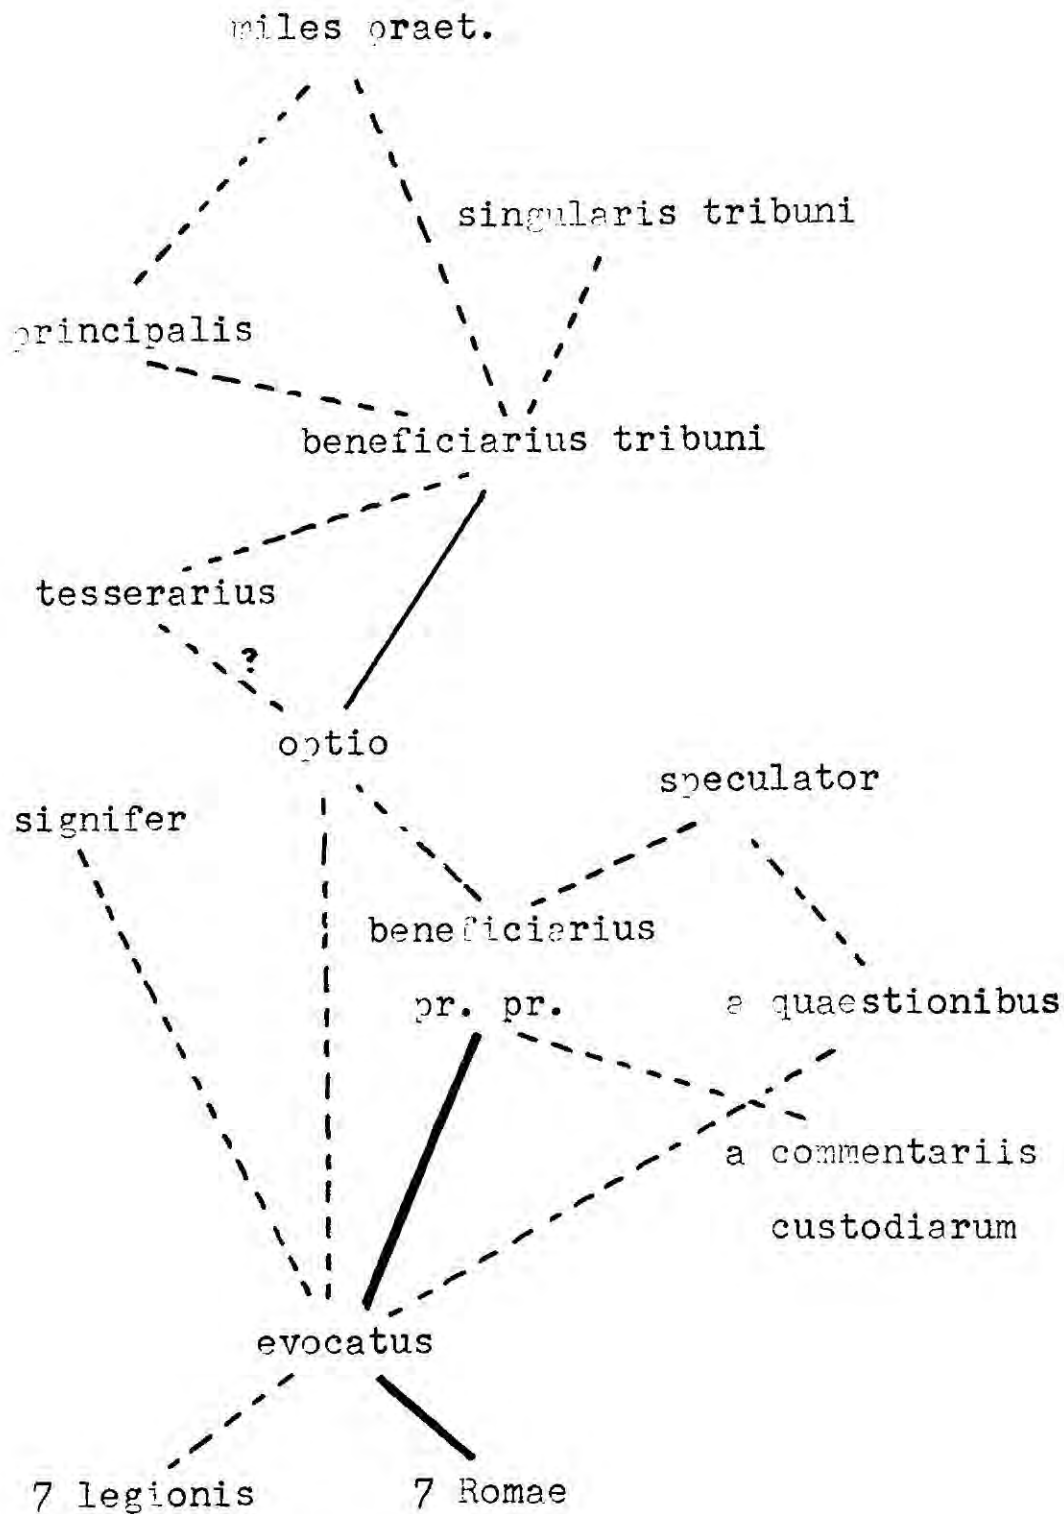 miles praet.
singularis tribuni
principalis
beneficiarius tribuni
tesserarius
?
optio
speculator
signifer
beneficiarius
pr. pr.
a quaestionibus
a commentariis
custodiarum
evocatus
7 legionis
7 Romae